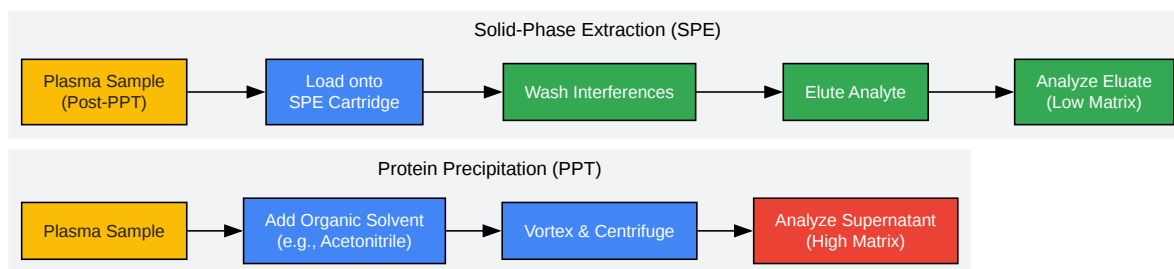 Solid-Phase Extraction (SPE)
Plasma Sample
(Post-PPT)
Load onto
SPE Cartridge
Wash Interferences
Elute Analyte
Analyze Eluate
(Low Matrix)
Protein Precipitation (PPT)
Plasma Sample
Add Organic Solvent
(e.g., Acetonitrile)
Vortex & Centrifuge
Analyze Supernatant
(High Matrix)